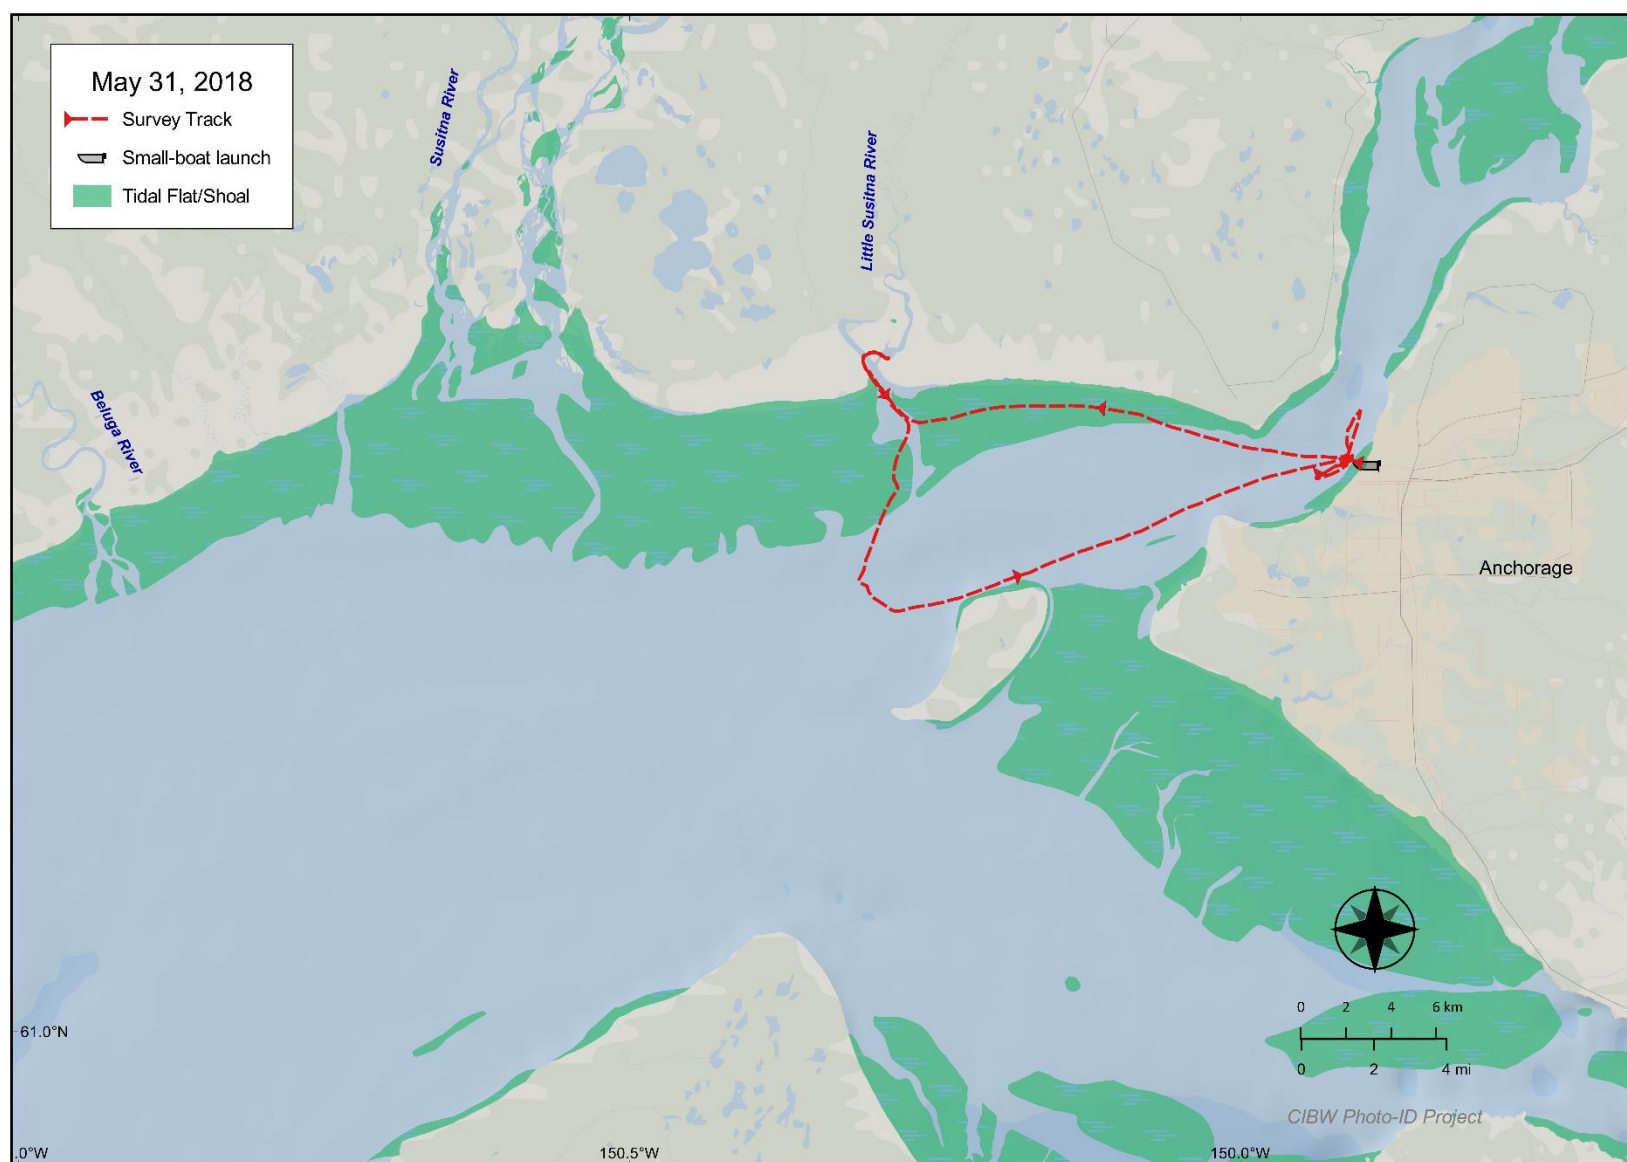 May 31, 2018
Survey Track
Small-boat launch
Tidal Flat/Shoal
Susitna River
Little Susitna River
Beluga River
Anchorage
61.0°N
0 2 4 6 km
0 2 4 mi
CIBW Photo-ID Project
.0°W
150.5°W
150.0°W